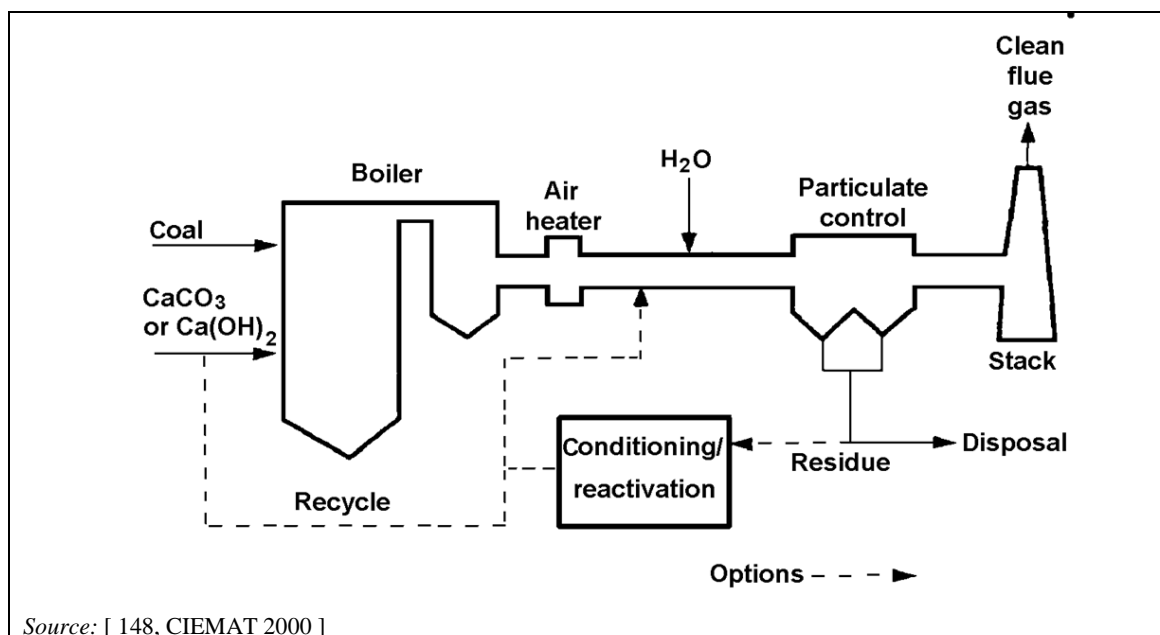 Clean
flue
gas
H₂O
Boiler
Air
heater
Particulate
control
Coal
CaCO₃
or Ca(OH)₂
Stack
Conditioning/
reactivation
Residue
Disposal
Recycle
Options
Source: [ 148, CIEMAT 2000 ]